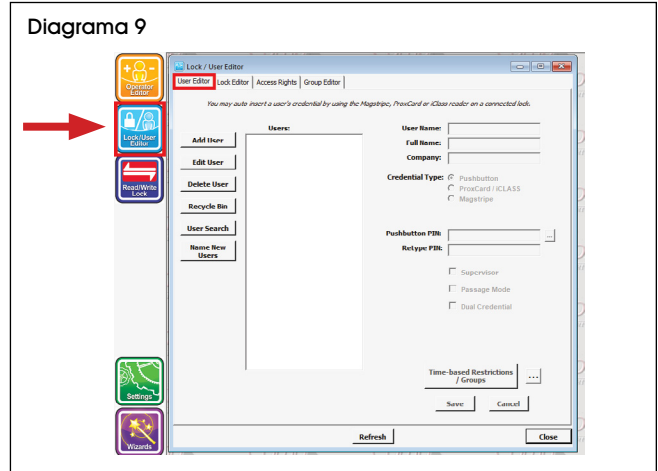 Diagrama 9
Operator
Editor
Lock/User
Editor
Read/Write
Lock
Settings
Wizards
Lock / User Editor
User Editor Lock Editor Access Rights Group Editor
You may auto insert a user's credential by using the Magstripe, ProxCard or iClass reader on a connected lock.
Users:
Add User
Edit User
Delete User
Recycle Bin
User Search
Name New
Users
User Name:
Full Name:
Company:
Credential Type:
Pushbutton
ProxCard / iCLASS
Magstripe
Pushbutton PIN:
...
Retype PIN:
Supervisor
Passage Mode
Dual Credential
Time-based Restrictions
/ Groups
...
Save Cancel
Refresh Close